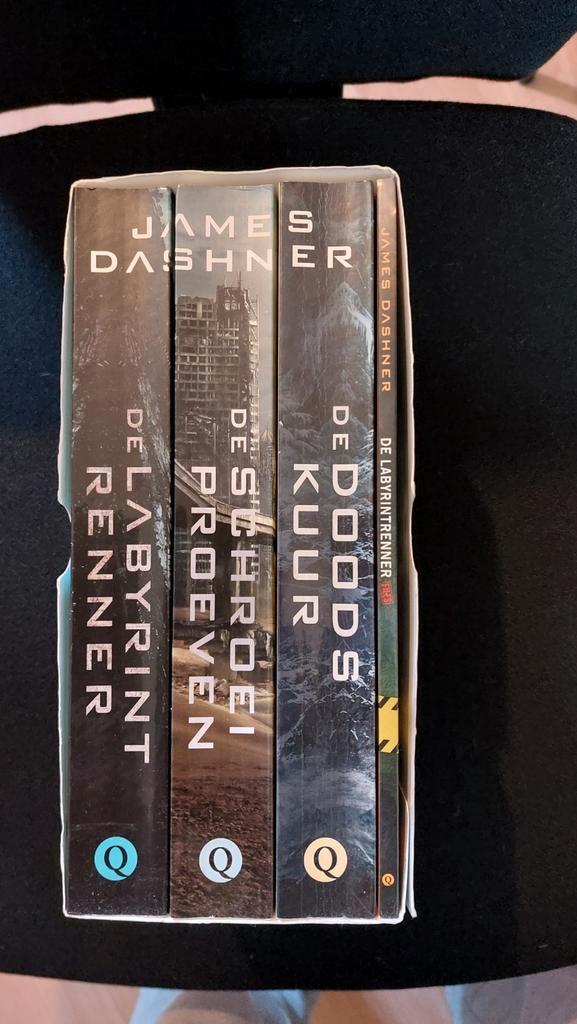 JAMES
DASHNER
DE LABYRINT
RENNER
Q
DE SCHROEI
PROEVEN
Q
DE DOODS
KUUR
Q
JAMES DASHNER
DE LABYRINTRENNER
Q